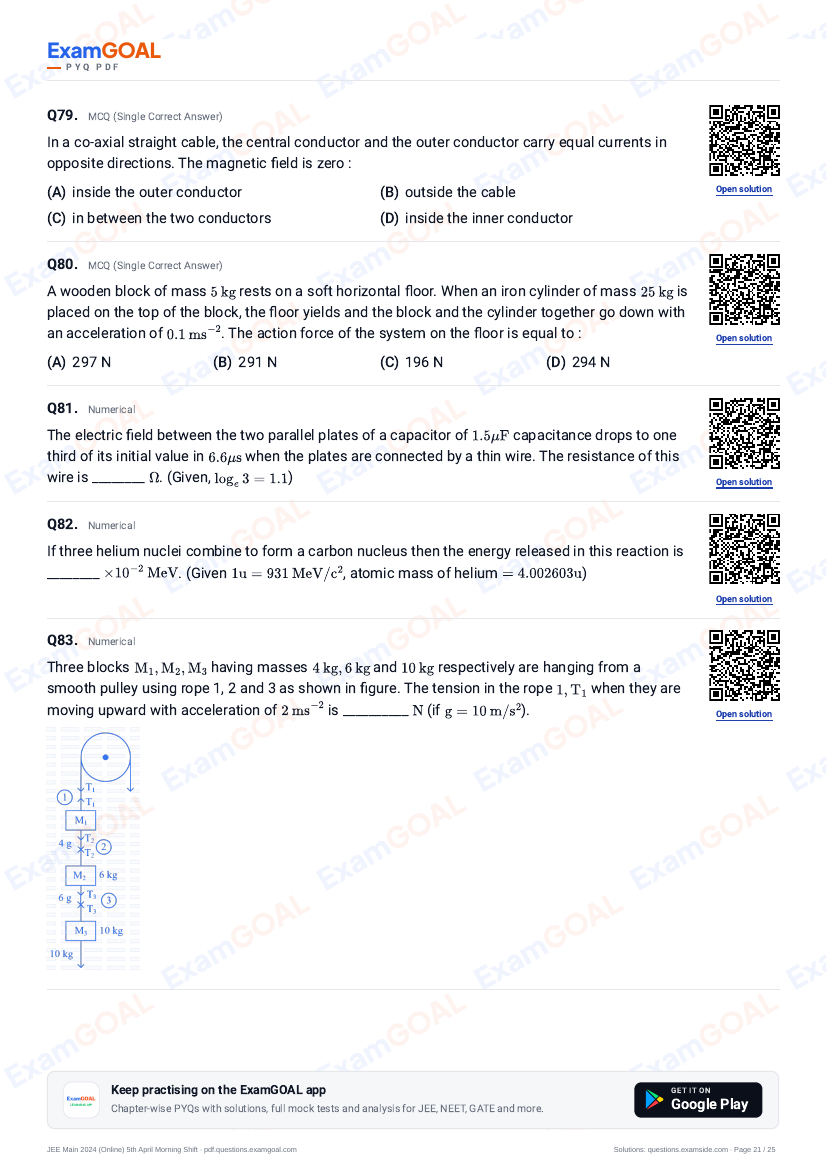 ExamGOAL
PYQ PDF
Q79. MCQ (Single Correct Answer)
In a co-axial straight cable, the central conductor and the outer conductor carry equal currents in
opposite directions. The magnetic field is zero :
(A) inside the outer conductor (B) outside the cable
(C) in between the two conductors (D) inside the inner conductor
Open solution
Q80. MCQ (Single Correct Answer)
A wooden block of mass 5 kg rests on a soft horizontal floor. When an iron cylinder of mass 25 kg is
placed on the top of the block, the floor yields and the block and the cylinder together go down with
an acceleration of 0.1 ms⁻². The action force of the system on the floor is equal to :
(A) 297 N (B) 291 N (C) 196 N (D) 294 N
Open solution
Q81. Numerical
The electric field between the two parallel plates of a capacitor of 1.5μF capacitance drops to one
third of its initial value in 6.6μs when the plates are connected by a thin wire. The resistance of this
wire is ________ Ω. (Given, logₑ 3 = 1.1)
Open solution
Q82. Numerical
If three helium nuclei combine to form a carbon nucleus then the energy released in this reaction is
________ ×10⁻² MeV. (Given 1u = 931 MeV/c², atomic mass of helium = 4.002603u)
Open solution
Q83. Numerical
Three blocks M₁, M₂, M₃ having masses 4 kg, 6 kg and 10 kg respectively are hanging from a
smooth pulley using rope 1, 2 and 3 as shown in figure. The tension in the rope 1, T₁ when they are
moving upward with acceleration of 2 ms⁻² is __________ N (if g = 10 m/s²).
Open solution
T₁
1 T₁
M₁
4 g T₂ 2
T₂
M₂ 6 kg
6 g T₃ 3
T₃
M₃ 10 kg
10 kg
ExamGOAL
Keep practising on the ExamGOAL app
Chapter-wise PYQs with solutions, full mock tests and analysis for JEE, NEET, GATE and more.
GET IT ON
Google Play
JEE Main 2024 (Online) 5th April Morning Shift · pdf.questions.examgoal.com Solutions: questions.examside.com · Page 21 / 25